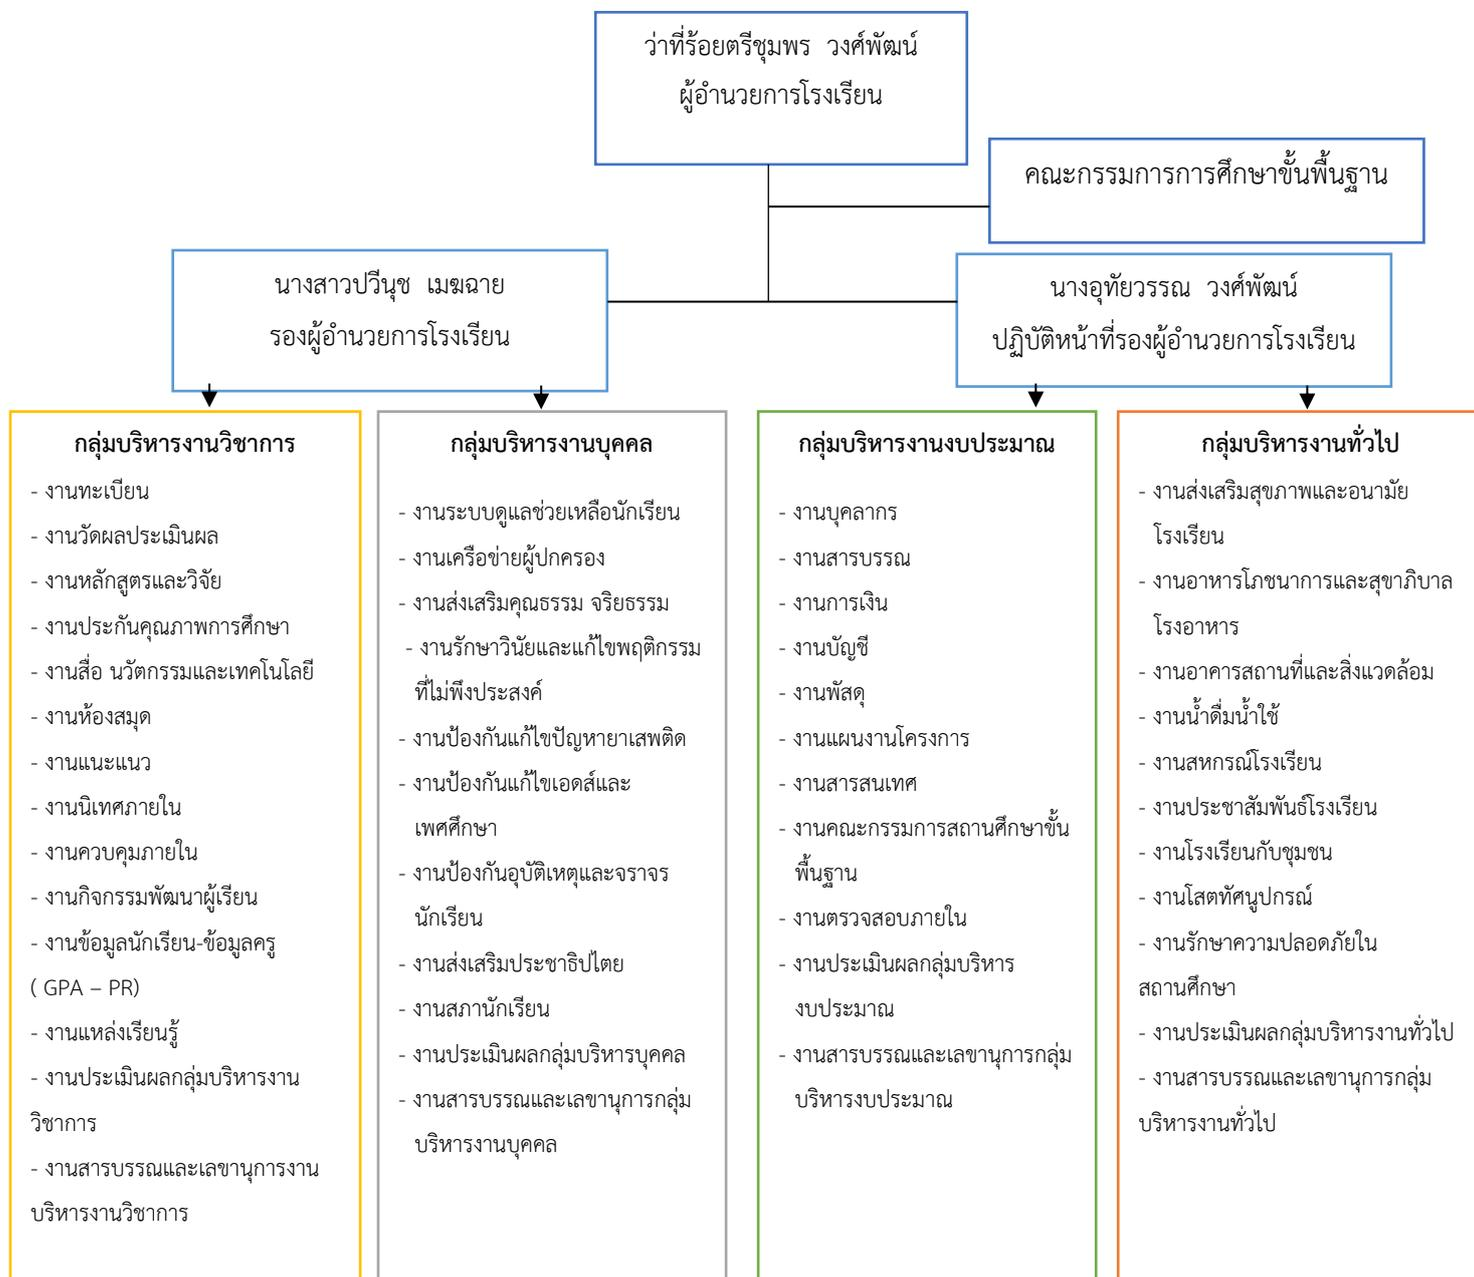 ว่าที่ร้อยตรีชุมพร วงศ์พัฒน์
ผู้อำนวยการโรงเรียน
คณะกรรมการการศึกษาขั้นพื้นฐาน
นางสาวปวีนุช เมฆฉาย
รองผู้อำนวยการโรงเรียน
นางอุทัยวรรณ วงศ์พัฒน์
ปฏิบัติหน้าที่รองผู้อำนวยการโรงเรียน
กลุ่มบริหารงานวิชาการ
- งานทะเบียน
- งานวัดผลประเมินผล
- งานหลักสูตรและวิจัย
- งานประกันคุณภาพการศึกษา
- งานสื่อ นวัตกรรมและเทคโนโลยี
- งานห้องสมุด
- งานแนะแนว
- งานนิเทศภายใน
- งานควบคุมภายใน
- งานกิจกรรมพัฒนาผู้เรียน
- งานข้อมูลนักเรียน-ข้อมูลครู
( GPA – PR)
- งานแหล่งเรียนรู้
- งานประเมินผลกลุ่มบริหารงาน
วิชาการ
- งานสารบรรณและเลขานุการงาน
บริหารงานวิชาการ
กลุ่มบริหารงานบุคคล
- งานระบบดูแลช่วยเหลือนักเรียน
- งานเครือข่ายผู้ปกครอง
- งานส่งเสริมคุณธรรม จริยธรรม
- งานรักษาวินัยและแก้ไขพฤติกรรม
ที่ไม่พึงประสงค์
- งานป้องกันแก้ไขปัญหายาเสพติด
- งานป้องกันแก้ไขเอดส์และ
เพศศึกษา
- งานป้องกันอุบัติเหตุและจราจร
นักเรียน
- งานส่งเสริมประชาธิปไตย
- งานสภานักเรียน
- งานประเมินผลกลุ่มบริหารบุคคล
- งานสารบรรณและเลขานุการกลุ่ม
บริหารงานบุคคล
กลุ่มบริหารงานงบประมาณ
- งานบุคลากร
- งานสารบรรณ
- งานการเงิน
- งานบัญชี
- งานพัสดุ
- งานแผนงานโครงการ
- งานสารสนเทศ
- งานคณะกรรมการสถานศึกษาขั้น
พื้นฐาน
- งานตรวจสอบภายใน
- งานประเมินผลกลุ่มบริหาร
งบประมาณ
- งานสารบรรณและเลขานุการกลุ่ม
บริหารงบประมาณ
กลุ่มบริหารงานทั่วไป
- งานส่งเสริมสุขภาพและอนามัย
โรงเรียน
- งานอาหารโภชนาการและสุขาภิบาล
โรงอาหาร
- งานอาคารสถานที่และสิ่งแวดล้อม
- งานน้ำดื่มน้ำใช้
- งานสหกรณ์โรงเรียน
- งานประชาสัมพันธ์โรงเรียน
- งานโรงเรียนกับชุมชน
- งานโสตทัศนูปกรณ์
- งานรักษาความปลอดภัยใน
สถานศึกษา
- งานประเมินผลกลุ่มบริหารงานทั่วไป
- งานสารบรรณและเลขานุการกลุ่ม
บริหารงานทั่วไป